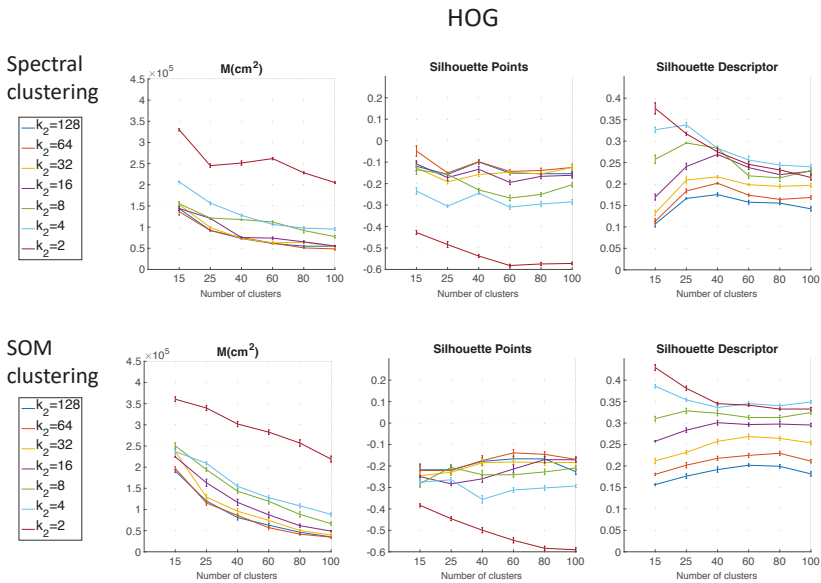 HOG
Spectral
clustering
k2=128
k2=64
k2=32
k2=16
k2=8
k2=4
k2=2
×10^5
M(cm²)
4.5
4
3.5
3
2.5
2
1.5
1
0.5
0
15 25 40 60 80 100
Number of clusters
Silhouette Points
0.2
0.1
0
-0.1
-0.2
-0.3
-0.4
-0.5
-0.6
15 25 40 60 80 100
Number of clusters
Silhouette Descriptor
0.4
0.35
0.3
0.25
0.2
0.15
0.1
0.05
0
15 25 40 60 80 100
Number of clusters
SOM
clustering
k2=128
k2=64
k2=32
k2=16
k2=8
k2=4
k2=2
×10^5
M(cm²)
4.5
4
3.5
3
2.5
2
1.5
1
0.5
0
15 25 40 60 80 100
Number of clusters
Silhouette Points
0.2
0.1
0
-0.1
-0.2
-0.3
-0.4
-0.5
-0.6
15 25 40 60 80 100
Number of clusters
Silhouette Descriptor
0.4
0.35
0.3
0.25
0.2
0.15
0.1
0.05
0
15 25 40 60 80 100
Number of clusters